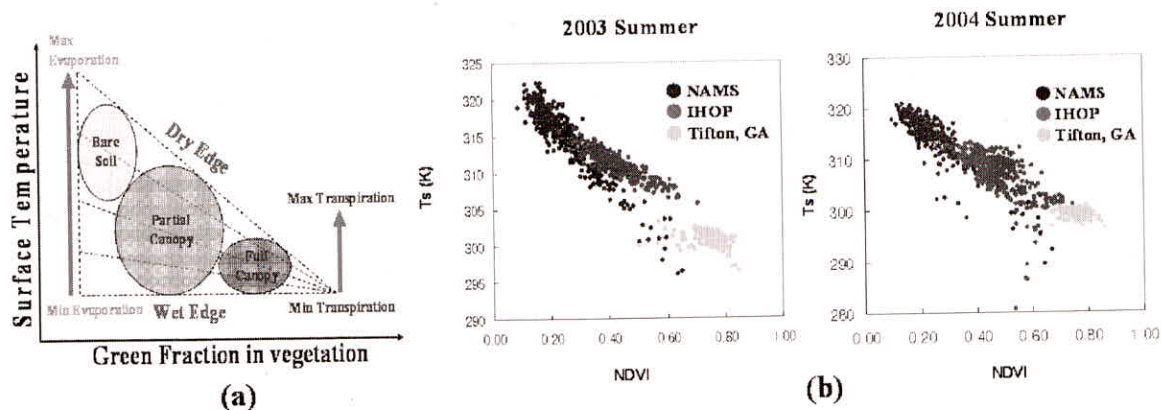 Max
Evaporation
Surface Temperature
Bare
Soil
Dry Edge
Partial
Canopy
Full
Canopy
Max Transpiration
Min Evaporation
Wet Edge
Min Transpiration
Green Fraction in vegetation
(a)
2003 Summer
Ts (K)
325
320
315
310
305
300
295
290
NAMS
IHOP
Tifton, GA
0.00 0.20 0.40 0.60 0.80 1.00
NDVI
2004 Summer
Ts (K)
330
320
310
300
290
280
NAMS
IHOP
Tifton, GA
0.00 0.20 0.40 0.60 0.80 1.00
NDVI
(b)